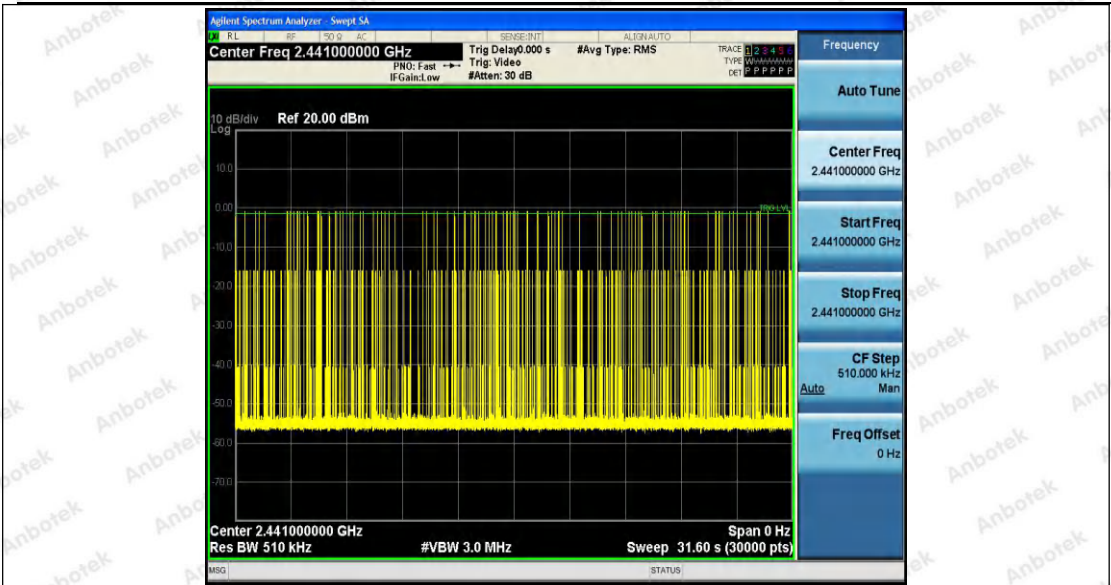 Agilent Spectrum Analyzer - Swept SA
RL RF 50 Ω AC SENSE:INT ALIGN AUTO
Center Freq 2.441000000 GHz
PNO: Fast
IFGain:Low
Trig Delay0.000 s
Trig: Video
#Atten: 30 dB
#Avg Type: RMS
TRACE 1 2 3 4 5 6
TYPE
DET P P P P P P
10 dB/div Ref 20.00 dBm
Log
10.0
0.00
TRIG LVL
-10.0
-20.0
-30.0
-40.0
-50.0
-60.0
-70.0
Center 2.441000000 GHz Span 0 Hz
Res BW 510 kHz #VBW 3.0 MHz Sweep 31.60 s (30000 pts)
MSG STATUS
Frequency
Auto Tune
Center Freq
2.441000000 GHz
Start Freq
2.441000000 GHz
Stop Freq
2.441000000 GHz
CF Step
510.000 kHz
Auto Man
Freq Offset
0 Hz
Anbotek